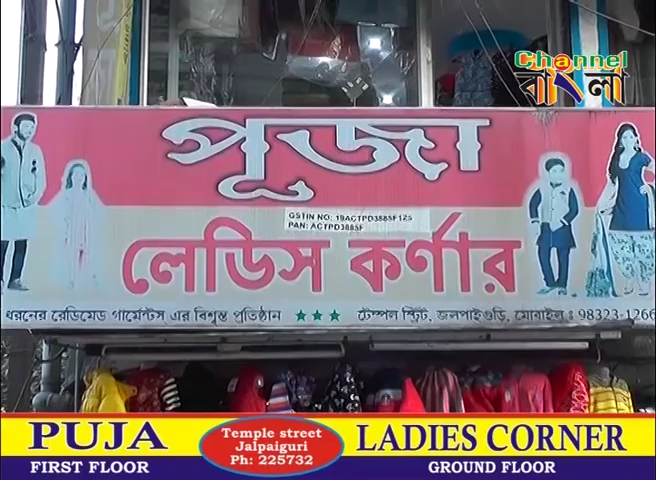 Channel
বাংলা
পূজা
GSTIN NO: 19ACTPD3885F1Z5
PAN: ACTPD3885F
লেডিস কর্ণার
ধরনের রেডিমেড গার্মেন্টস এর বিশ্বস্ত প্রতিষ্ঠান ★ ★ ★ টেম্পল স্ট্রিট, জলপাইগুড়ি, মোবাইল ঃ 98323-1266
PUJA
FIRST FLOOR
Temple street
Jalpaiguri
Ph: 225732
LADIES CORNER
GROUND FLOOR